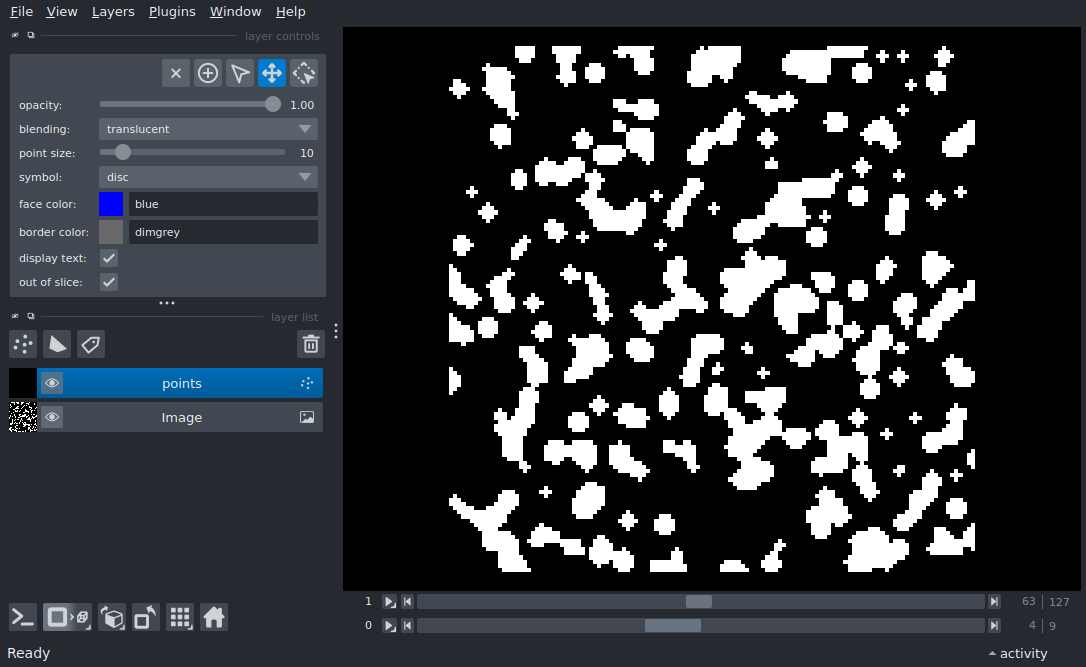 File View Layers Plugins Window Help
layer controls
opacity: 1.00
blending: translucent
point size: 10
symbol: disc
face color: blue
border color: dimgrey
display text:
out of slice:
layer list
points
Image
1 63 | 127
0 4 | 9
Ready activity